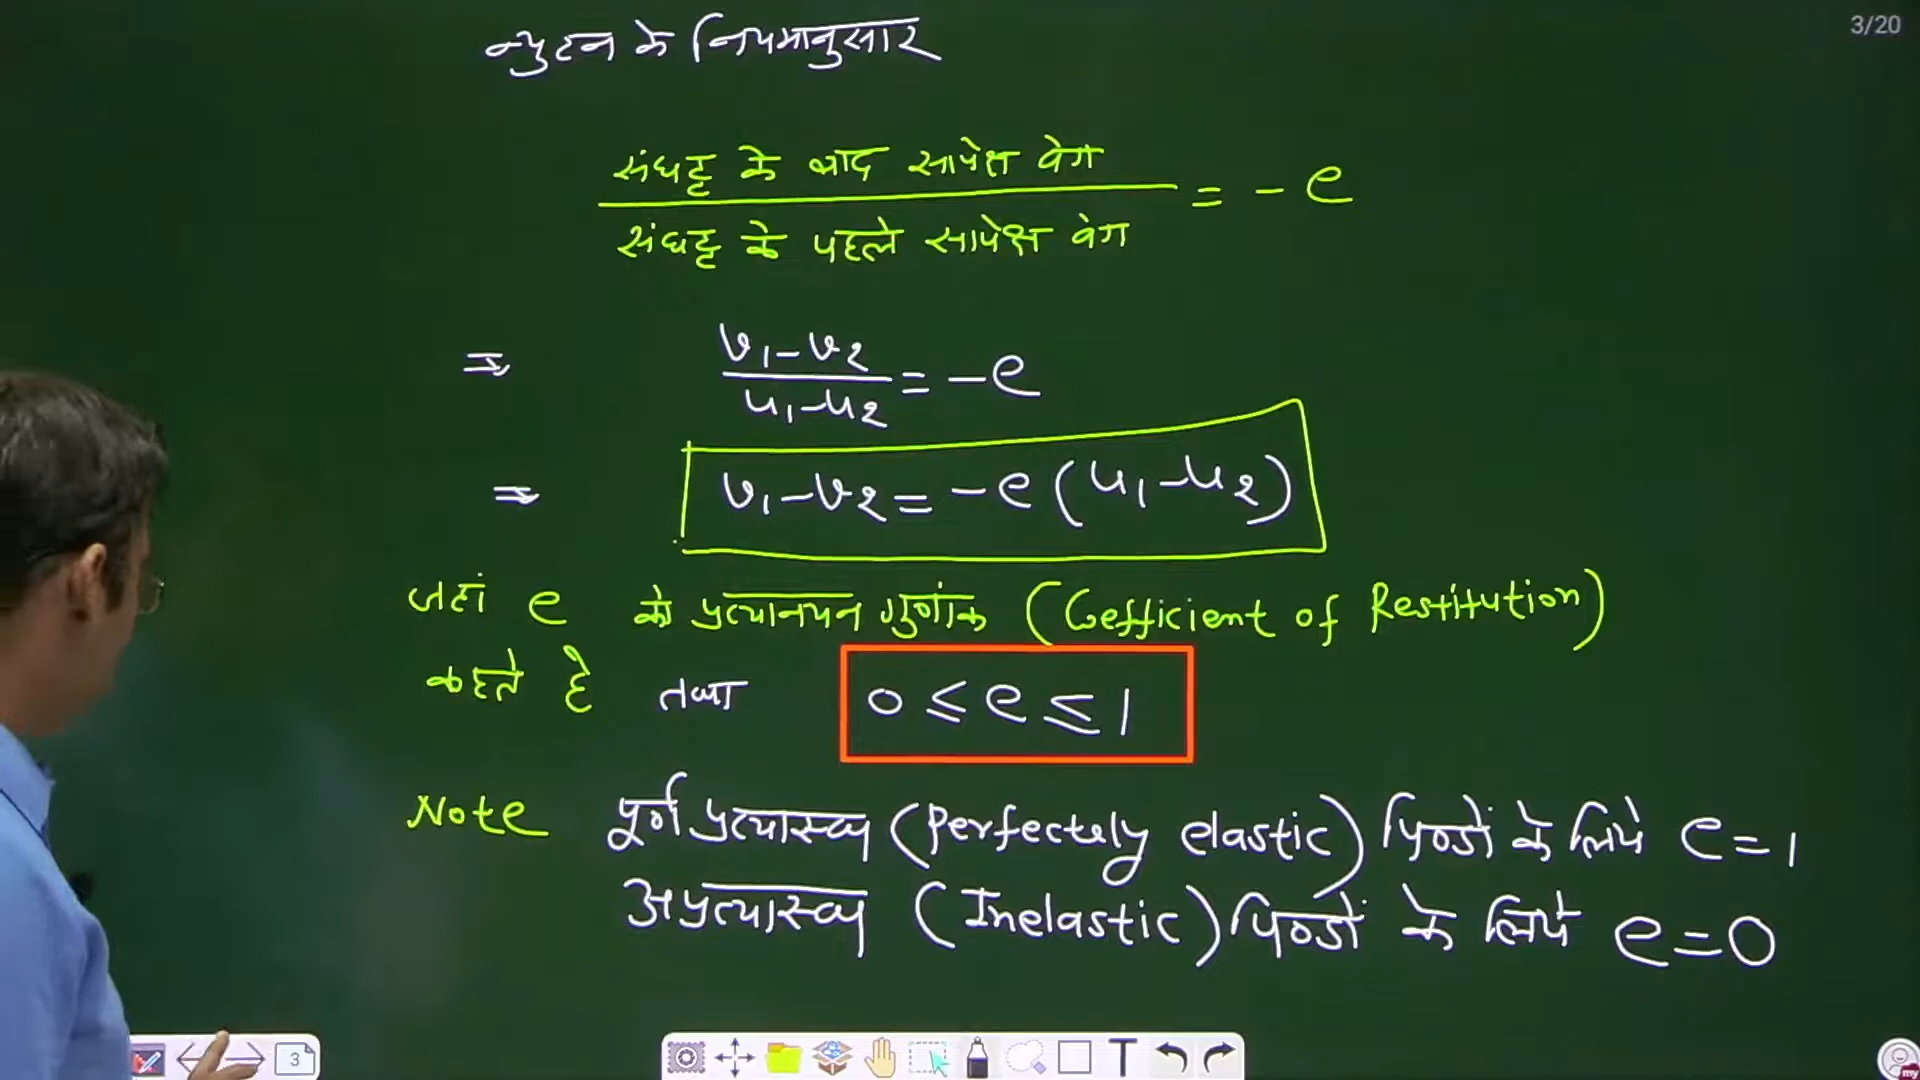 3/20
न्युटन के नियमानुसार
संघट्ट के बाद सापेक्ष वेग
संघट्ट के पहले सापेक्ष वेग
= - e
⇒ v₁-v₂ / u₁-u₂ = -e
⇒ v₁-v₂ = -e (u₁-u₂)
जहां e को प्रत्यानयन गुणांक (Coefficient of Restitution)
कहते है तथा 0 ≤ e ≤ 1
Note पूर्ण प्रत्यास्थ (Perfectely elastic) पिण्डों के लिये e=1
अप्रत्यास्थ (Inelastic) पिण्डों के लिये e=0
3
T
my